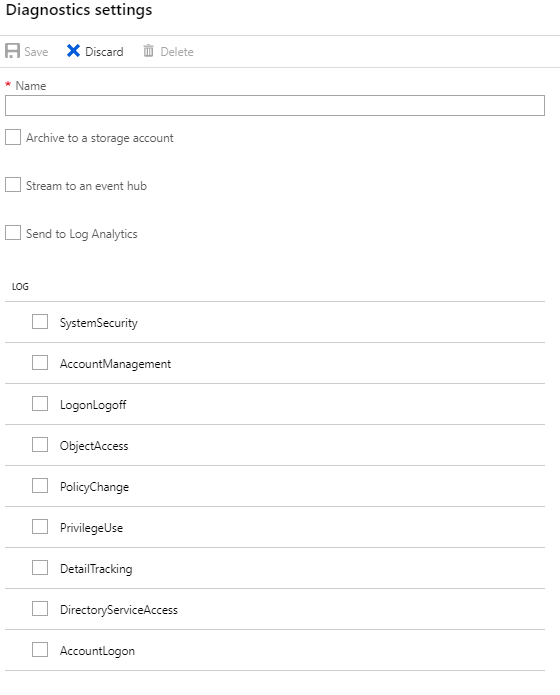 Diagnostics settings
Save Discard Delete
* Name
Archive to a storage account
Stream to an event hub
Send to Log Analytics
LOG
SystemSecurity
AccountManagement
LogonLogoff
ObjectAccess
PolicyChange
PrivilegeUse
DetailTracking
DirectoryServiceAccess
AccountLogon